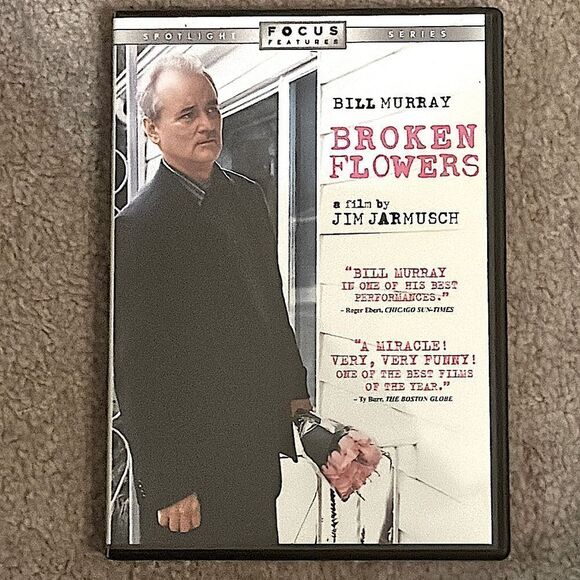 SPOTLIGHT
FOCUS
FEATURES
SERIES
BILL MURRAY
BROKEN
FLOWERS
a film by
JIM JARMUSCH
"BILL MURRAY
IN ONE OF HIS BEST
PERFORMANCES."
– Roger Ebert, CHICAGO SUN-TIMES
"A MIRACLE!
VERY, VERY FUNNY!
ONE OF THE BEST FILMS
OF THE YEAR."
– Ty Burr, THE BOSTON GLOBE